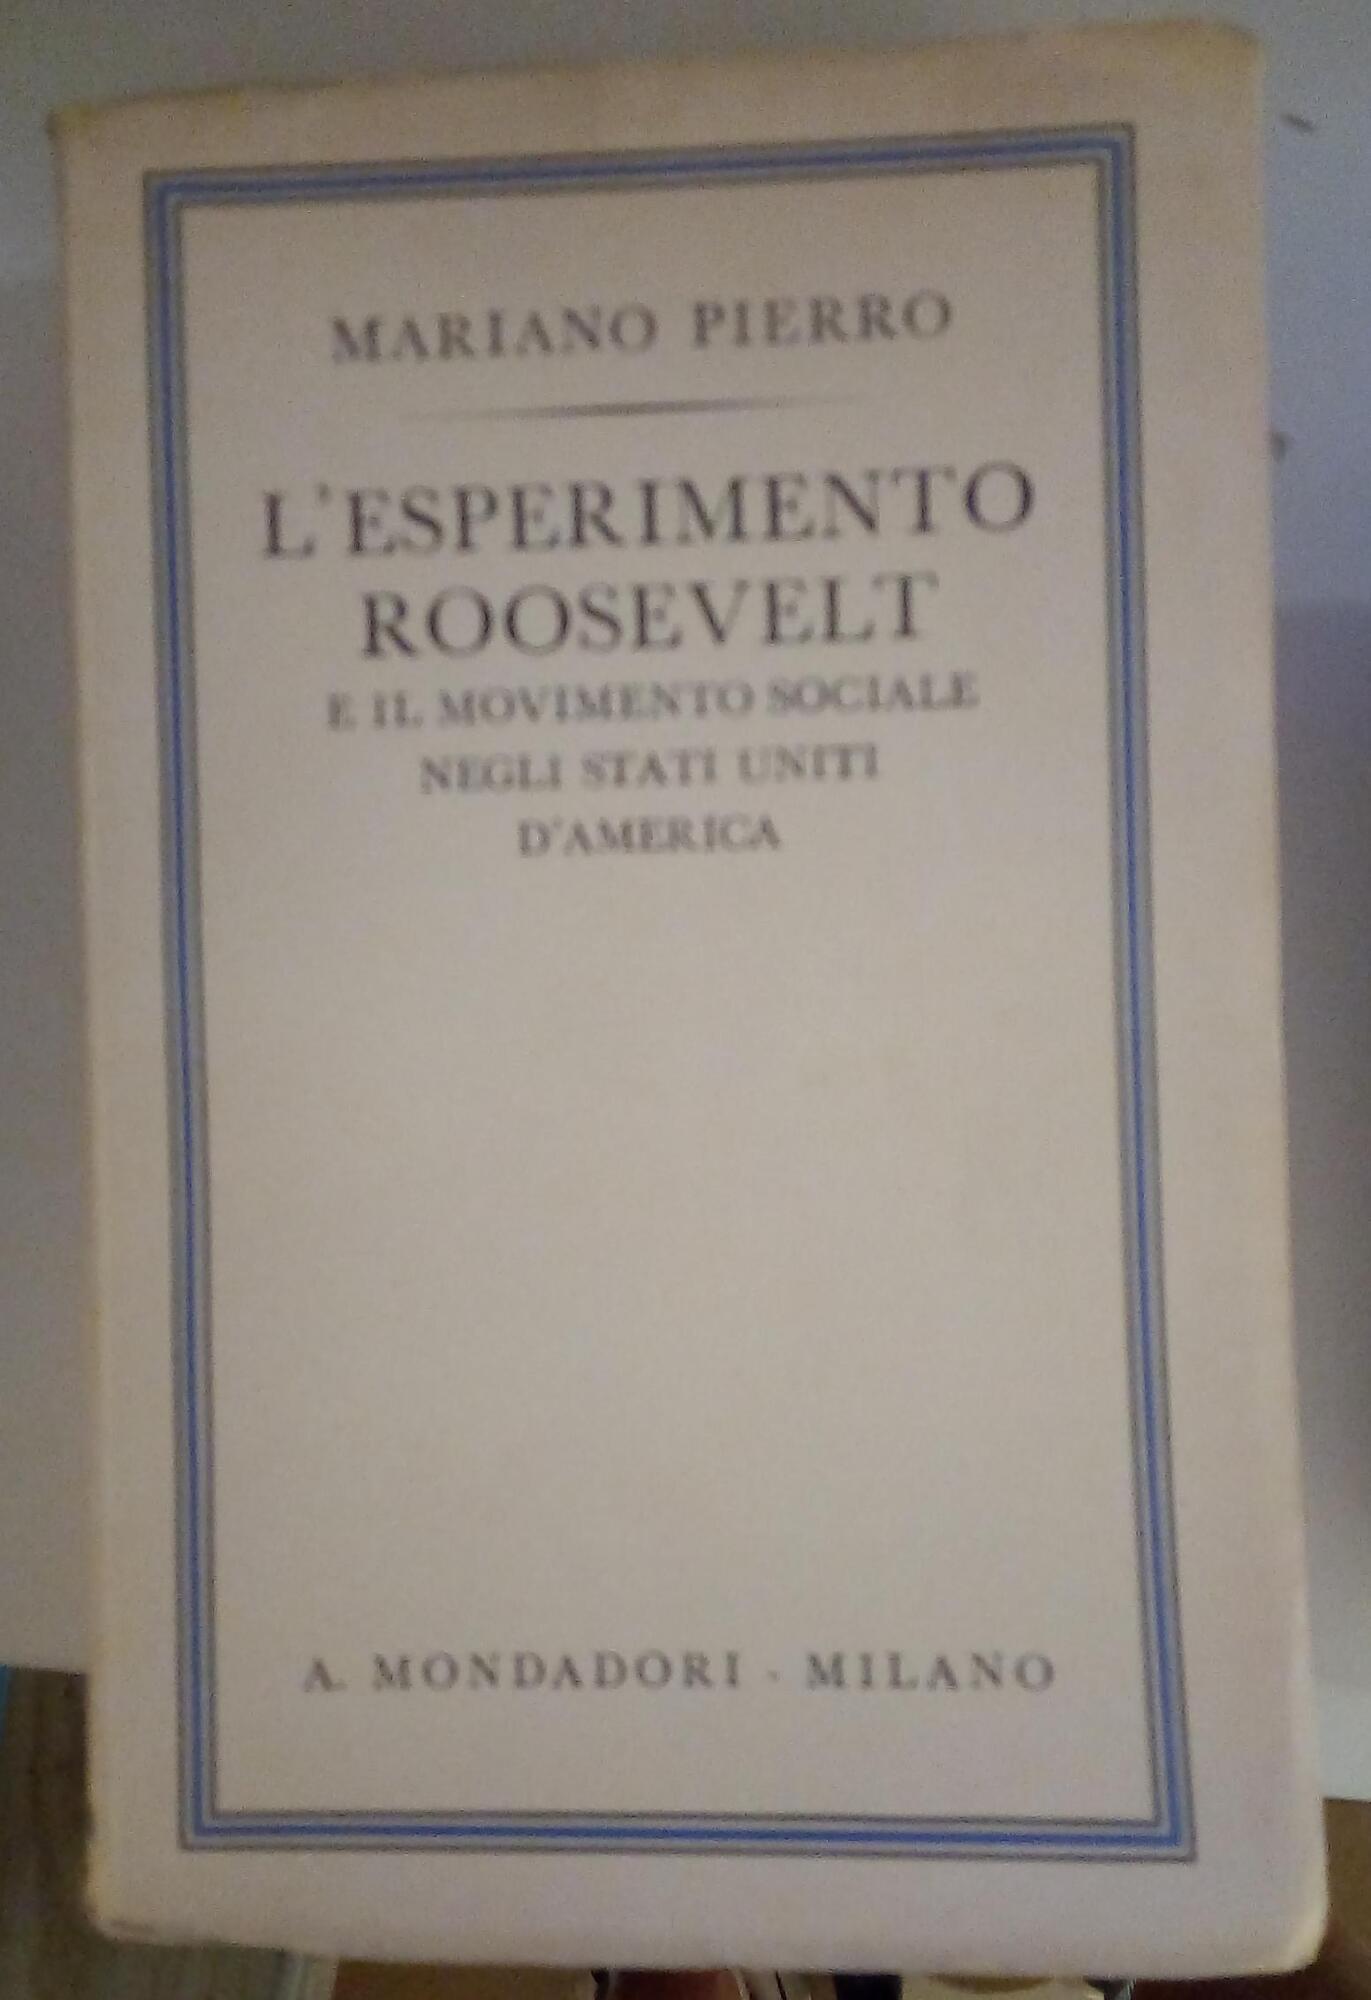 MARIANO PIERRO
L'ESPERIMENTO
ROOSEVELT
E IL MOVIMENTO SOCIALE
NEGLI STATI UNITI
D'AMERICA
A. MONDADORI - MILANO